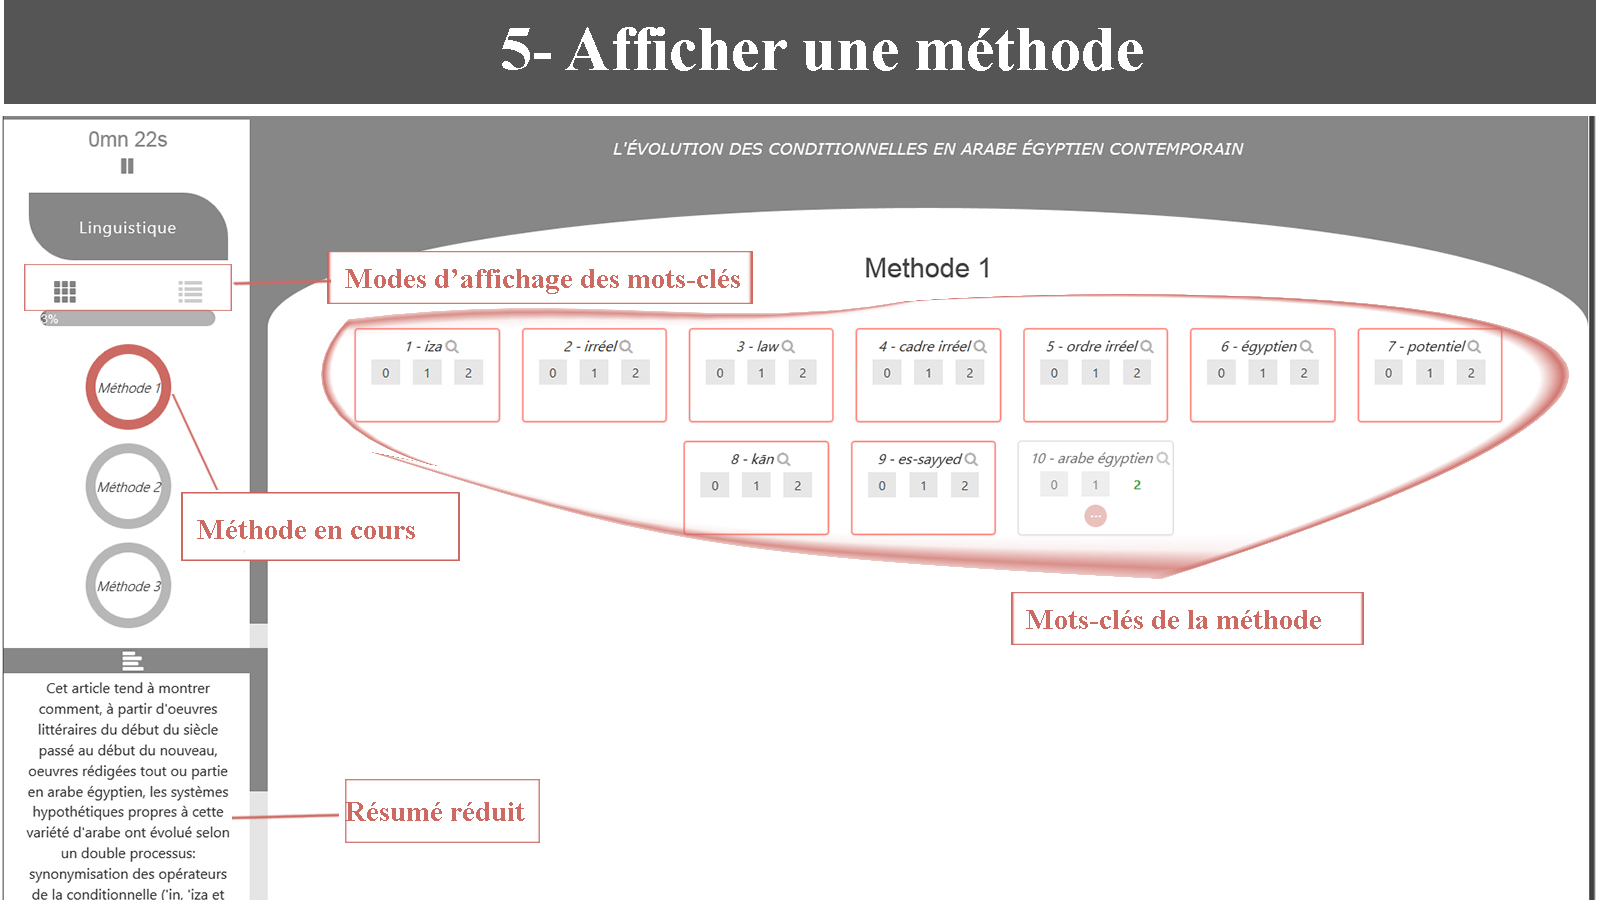 5- Afficher une méthode
0mn 22s
L'ÉVOLUTION DES CONDITIONNELLES EN ARABE ÉGYPTIEN CONTEMPORAIN
Linguistique
Modes d’affichage des mots-clés
3%
Methode 1
1 - iza
0 1 2
2 - irréel
0 1 2
3 - law
0 1 2
4 - cadre irréel
0 1 2
5 - ordre irréel
0 1 2
6 - égyptien
0 1 2
7 - potentiel
0 1 2
8 - kān
0 1 2
9 - es-sayyed
0 1 2
10 - arabe égyptien
0 1 2
Méthode 1
Méthode 2
Méthode en cours
Méthode 3
Mots-clés de la méthode
Cet article tend à montrer
comment, à partir d'oeuvres
littéraires du début du siècle
passé au début du nouveau,
oeuvres rédigées tout ou partie
en arabe égyptien, les systèmes
hypothétiques propres à cette
variété d'arabe ont évolué selon
un double processus:
synonymisation des opérateurs
de la conditionnelle ('in, 'iza et
Résumé réduit